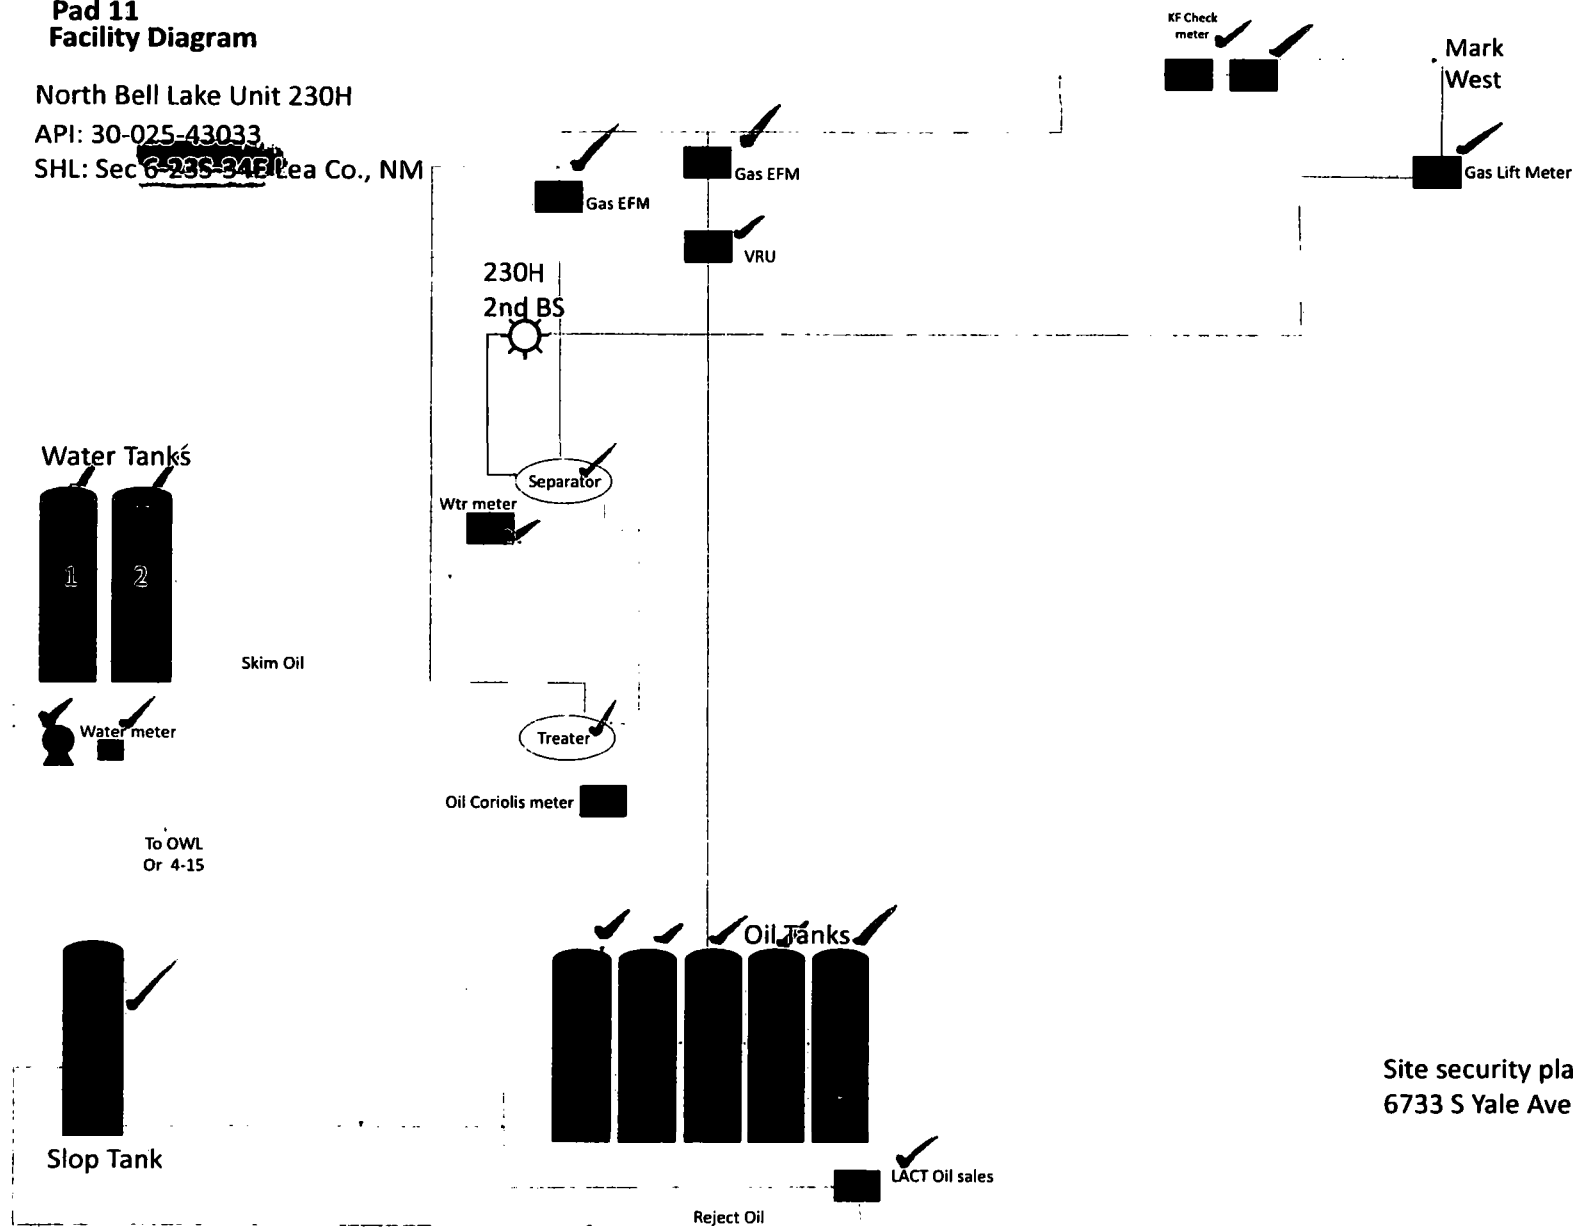 Pad 11
Facility Diagram
North Bell Lake Unit 230H
API: 30-025-43033
SHL: Sec 6-23S-34E Lea Co., NM
KF Check
meter
Mark
West
Gas Lift Meter
Gas EFM
Gas EFM
VRU
230H
2nd BS
Separator
Wtr meter
Water Tanks
1
2
Skim Oil
Water meter
Treater
Oil Coriolis meter
To OWL
Or 4-15
Oil Tanks
Slop Tank
LACT Oil sales
Reject Oil
Site security pla
6733 S Yale Ave